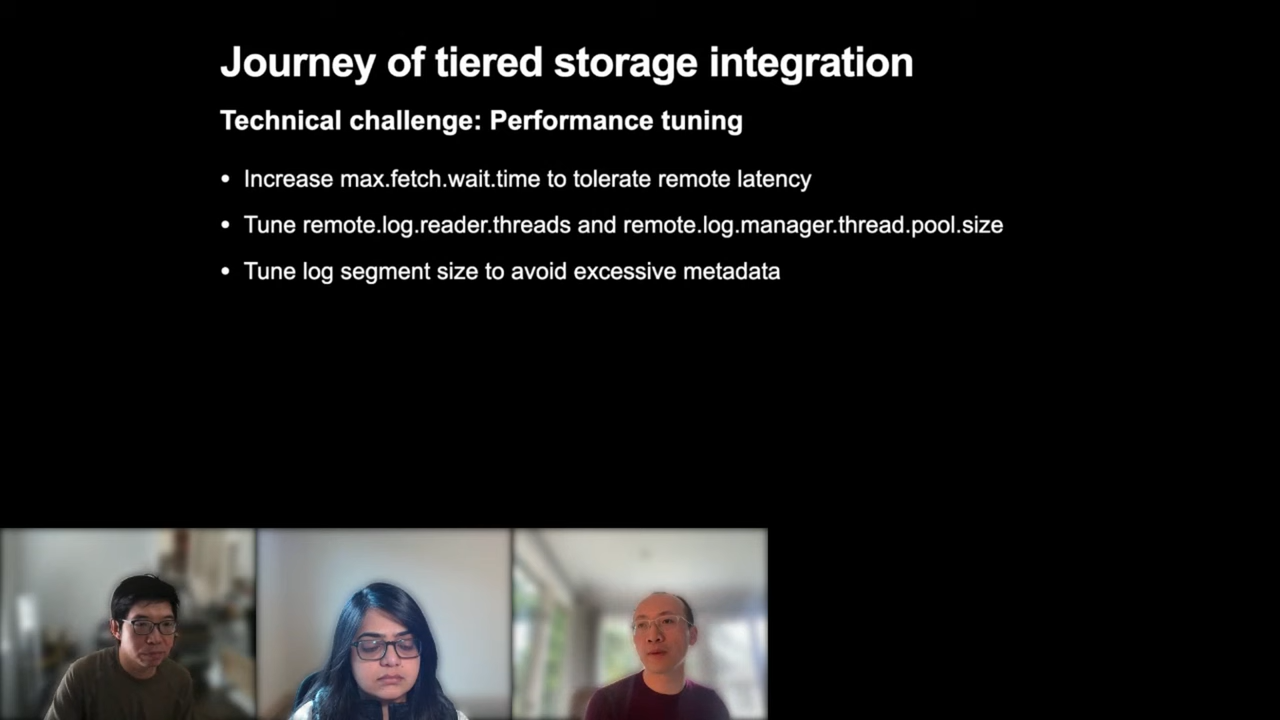 Journey of tiered storage integration
Technical challenge: Performance tuning
• Increase max.fetch.wait.time to tolerate remote latency
• Tune remote.log.reader.threads and remote.log.manager.thread.pool.size
• Tune log segment size to avoid excessive metadata